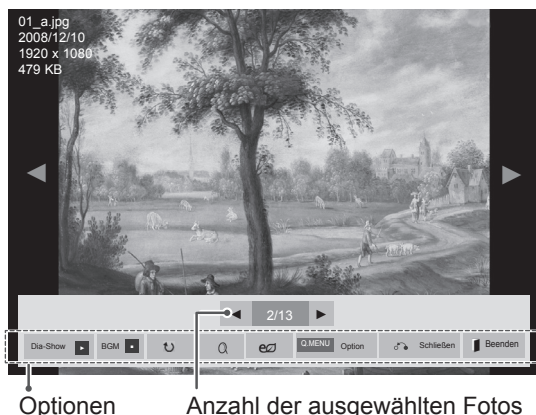 01_a.jpg
2008/12/10
1920 x 1080
479 KB
2/13
Dia-Show BGM Q.MENU Option Schließen Beenden
Optionen Anzahl der ausgewählten Fotos